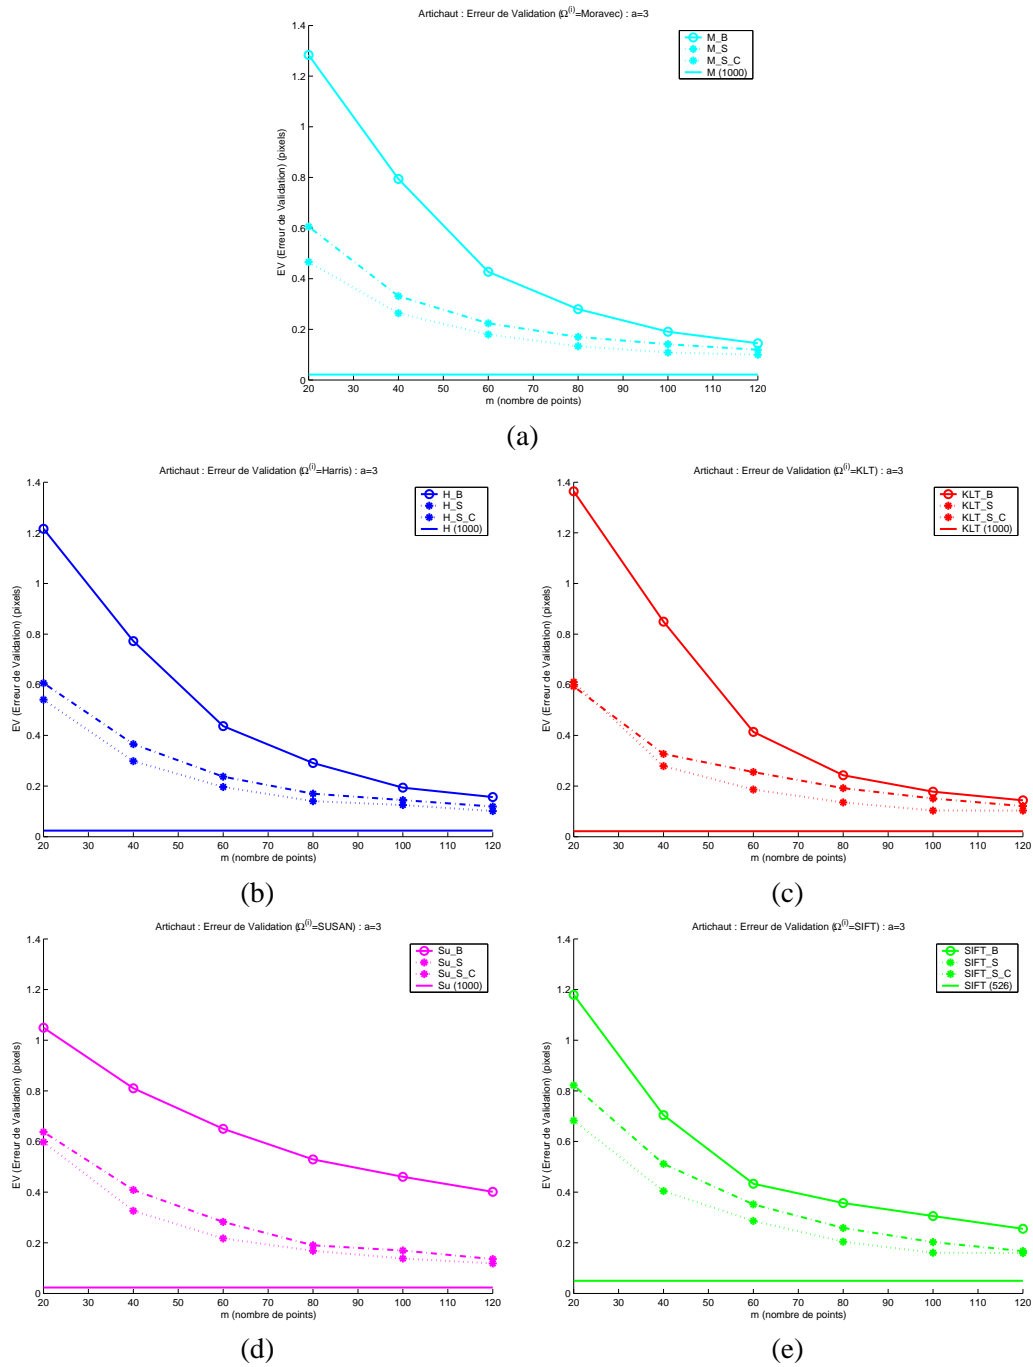 Artichaut : Erreur de Validation (Ω(i)=Moravec) : a=3
1.4
1.2
1
0.8
0.6
0.4
0.2
0
EV (Erreur de Validation) (pixels)
M_B
M_S
M_S_C
M (1000)
20 30 40 50 60 70 80 90 100 110 120
m (nombre de points)
(a)
Artichaut : Erreur de Validation (Ω(i)=Harris) : a=3
1.4
1.2
1
0.8
0.6
0.4
0.2
0
EV (Erreur de Validation) (pixels)
H_B
H_S
H_S_C
H (1000)
20 30 40 50 60 70 80 90 100 110 120
m (nombre de points)
(b)
Artichaut : Erreur de Validation (Ω(i)=KLT) : a=3
1.4
1.2
1
0.8
0.6
0.4
0.2
0
EV (Erreur de Validation) (pixels)
KLT_B
KLT_S
KLT_S_C
KLT (1000)
20 30 40 50 60 70 80 90 100 110 120
m (nombre de points)
(c)
Artichaut : Erreur de Validation (Ω(i)=SUSAN) : a=3
1.4
1.2
1
0.8
0.6
0.4
0.2
0
EV (Erreur de Validation) (pixels)
Su_B
Su_S
Su_S_C
Su (1000)
20 30 40 50 60 70 80 90 100 110 120
m (nombre de points)
(d)
Artichaut : Erreur de Validation (Ω(i)=SIFT) : a=3
1.4
1.2
1
0.8
0.6
0.4
0.2
0
EV (Erreur de Validation) (pixels)
SIFT_B
SIFT_S
SIFT_S_C
SIFT (526)
20 30 40 50 60 70 80 90 100 110 120
m (nombre de points)
(e)